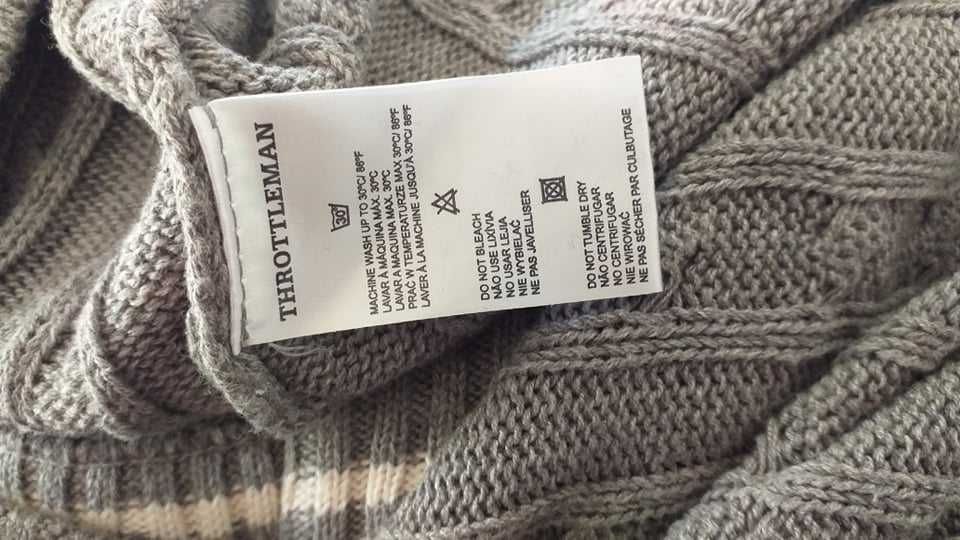 THROTTLEMAN
30
MACHINE WASH UP TO 30ºC/ 86ºF
LAVAR À MÁQUINA MAX. 30ºC
LAVAR A MAQUINA MAX. 30ºC
PRAĆ W TEMPERATURZE MAX 30ºC/ 86ºF
LAVER À LA MACHINE JUSQU'À 30ºC/ 86ºF
DO NOT BLEACH
NÃO USE LIXÍVIA
NO USAR LEJIA
NIE WYBIELAĆ
NE PAS JAVELLISER
DO NOT TUMBLE DRY
NÃO CENTRIFUGAR
NO CENTRIFUGAR
NIE WIROWAĆ
NE PAS SÉCHER PAR CULBUTAGE